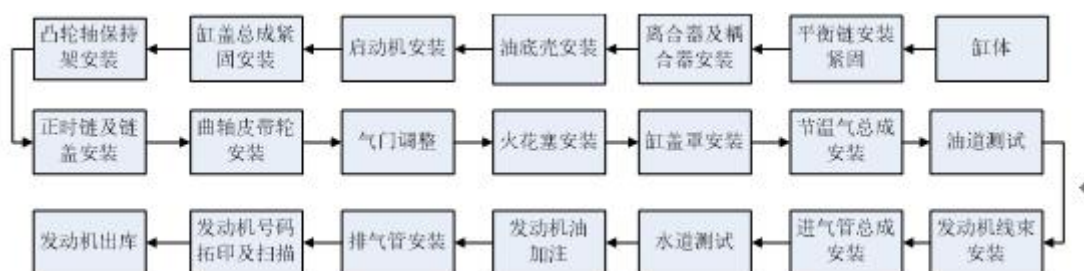 凸轮轴保持
架安装
缸盖总成紧
固安装
启动机安装
油底壳安装
离合器及耦
合器安装
平衡链安装
紧固
缸体
正时链及链
盖安装
曲轴皮带轮
安装
气门调整
火花塞安装
缸盖罩安装
节温气总成
安装
油道测试
发动机出库
发动机号码
拓印及扫描
排气管安装
发动机油
加注
水道测试
进气管总成
安装
发动机线束
安装